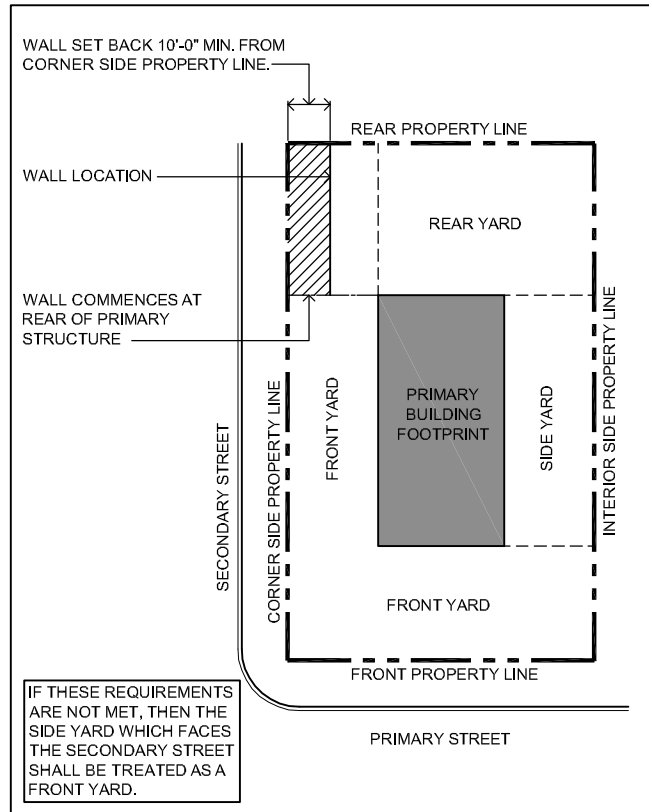 WALL SET BACK 10'-0" MIN. FROM
CORNER SIDE PROPERTY LINE.
REAR PROPERTY LINE
WALL LOCATION
REAR YARD
WALL COMMENCES AT
REAR OF PRIMARY
STRUCTURE
PRIMARY
BUILDING
FOOTPRINT
FRONT YARD
SIDE YARD
INTERIOR SIDE PROPERTY LINE
CORNER SIDE PROPERTY LINE
SECONDARY STREET
FRONT YARD
FRONT PROPERTY LINE
IF THESE REQUIREMENTS
ARE NOT MET, THEN THE
SIDE YARD WHICH FACES
THE SECONDARY STREET
SHALL BE TREATED AS A
FRONT YARD.
PRIMARY STREET